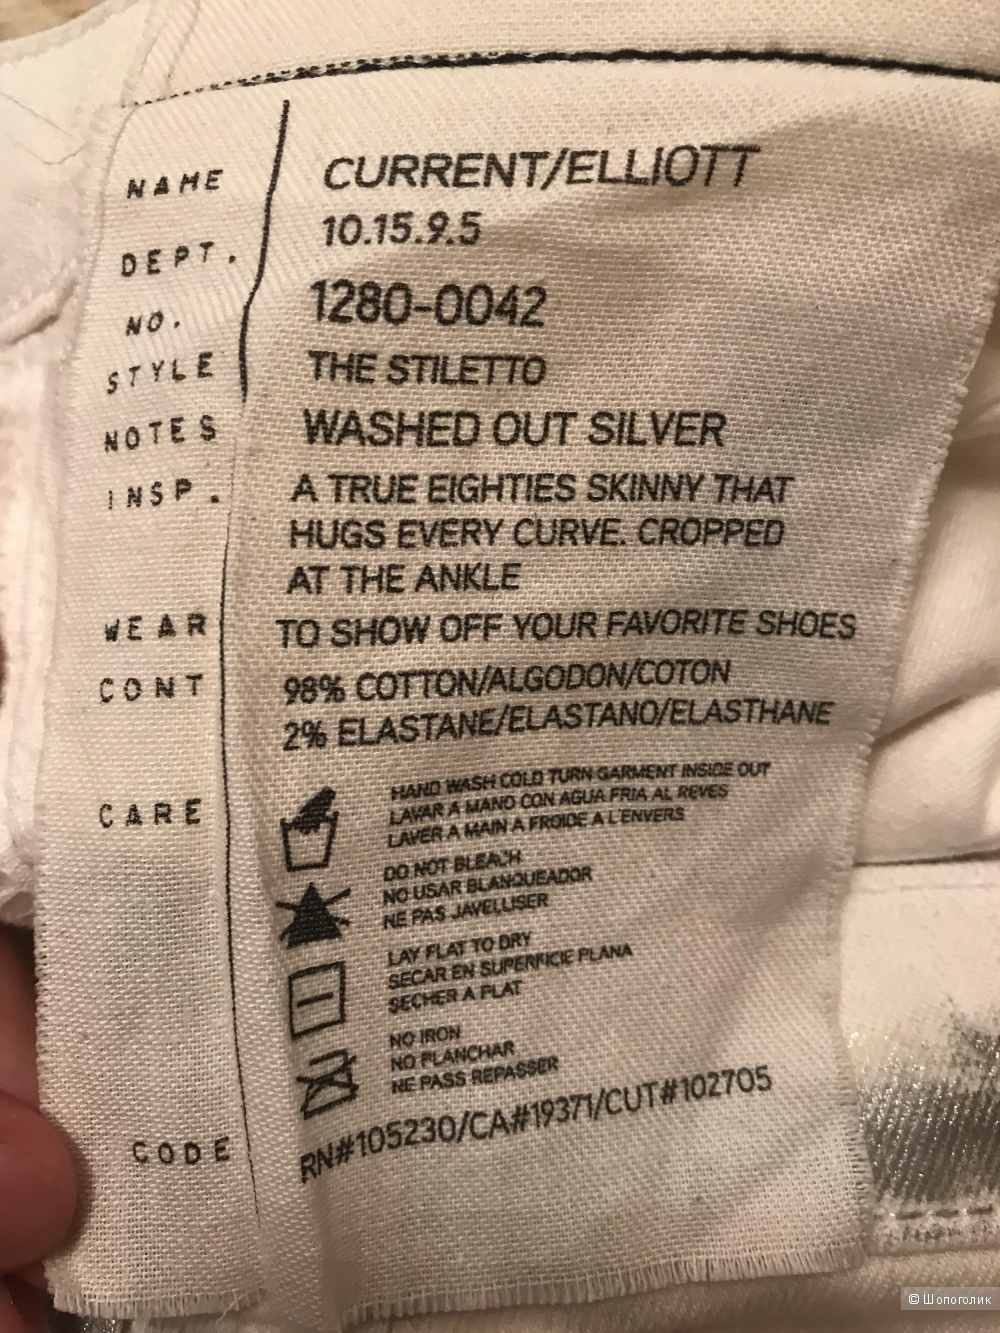 NAME CURRENT/ELLIOTT
DEPT. 10.15.9.5
NO. 1280-0042
STYLE THE STILETTO
NOTES WASHED OUT SILVER
INSP. A TRUE EIGHTIES SKINNY THAT
HUGS EVERY CURVE. CROPPED
AT THE ANKLE
WEAR TO SHOW OFF YOUR FAVORITE SHOES
CONT 98% COTTON/ALGODON/COTON
2% ELASTANE/ELASTANO/ELASTHANE
CARE HAND WASH COLD TURN GARMENT INSIDE OUT
LAVAR A MANO CON AGUA FRIA AL REVES
LAVER A MAIN A FROIDE A L'ENVERS
DO NOT BLEACH
NO USAR BLANQUEADOR
NE PAS JAVELLISER
LAY FLAT TO DRY
SECAR EN SUPERFICIE PLANA
SECHER A PLAT
NO IRON
NO PLANCHAR
NE PASS REPASSER
CODE RN#105230/CA#19371/CUT#102705
© Шопоголик